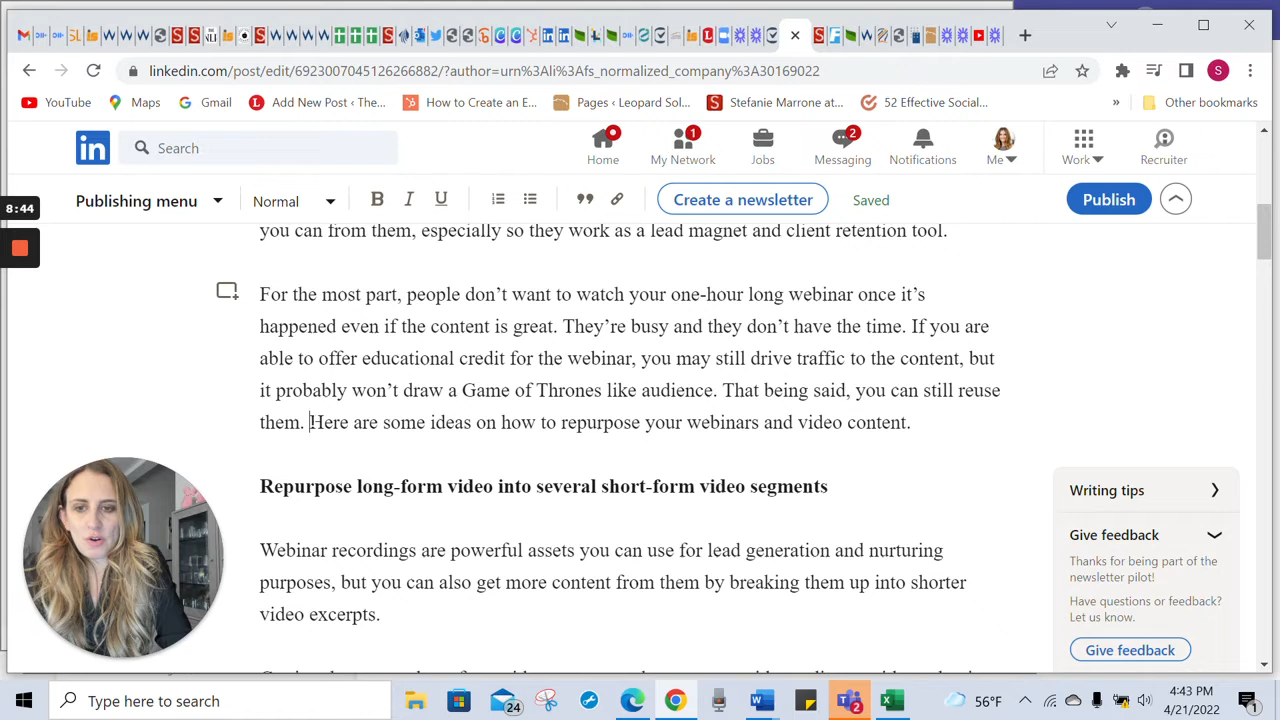 linkedin.com/post/edit/6923007045126266882/?author=urn%3Ali%3Afs_normalized_company%3A30169022
S
YouTube
Maps
Gmail
Add New Post ‹ The...
How to Create an E...
Pages ‹ Leopard Sol...
Stefanie Marrone at...
52 Effective Social...
»
Other bookmarks
in
Search
Home
1
My Network
Jobs
2
Messaging
Notifications
Me
Work
Recruiter
8:44
Publishing menu
Normal
B I U
Create a newsletter
Saved
Publish
you can from them, especially so they work as a lead magnet and client retention tool.
For the most part, people don’t want to watch your one-hour long webinar once it’s
happened even if the content is great. They’re busy and they don’t have the time. If you are
able to offer educational credit for the webinar, you may still drive traffic to the content, but
it probably won’t draw a Game of Thrones like audience. That being said, you can still reuse
them. Here are some ideas on how to repurpose your webinars and video content.
Repurpose long-form video into several short-form video segments
Webinar recordings are powerful assets you can use for lead generation and nurturing
purposes, but you can also get more content from them by breaking them up into shorter
video excerpts.
Writing tips
Give feedback
Thanks for being part of the
newsletter pilot!
Have questions or feedback?
Let us know.
Give feedback
Type here to search
24
2
56°F
4:43 PM
4/21/2022
1